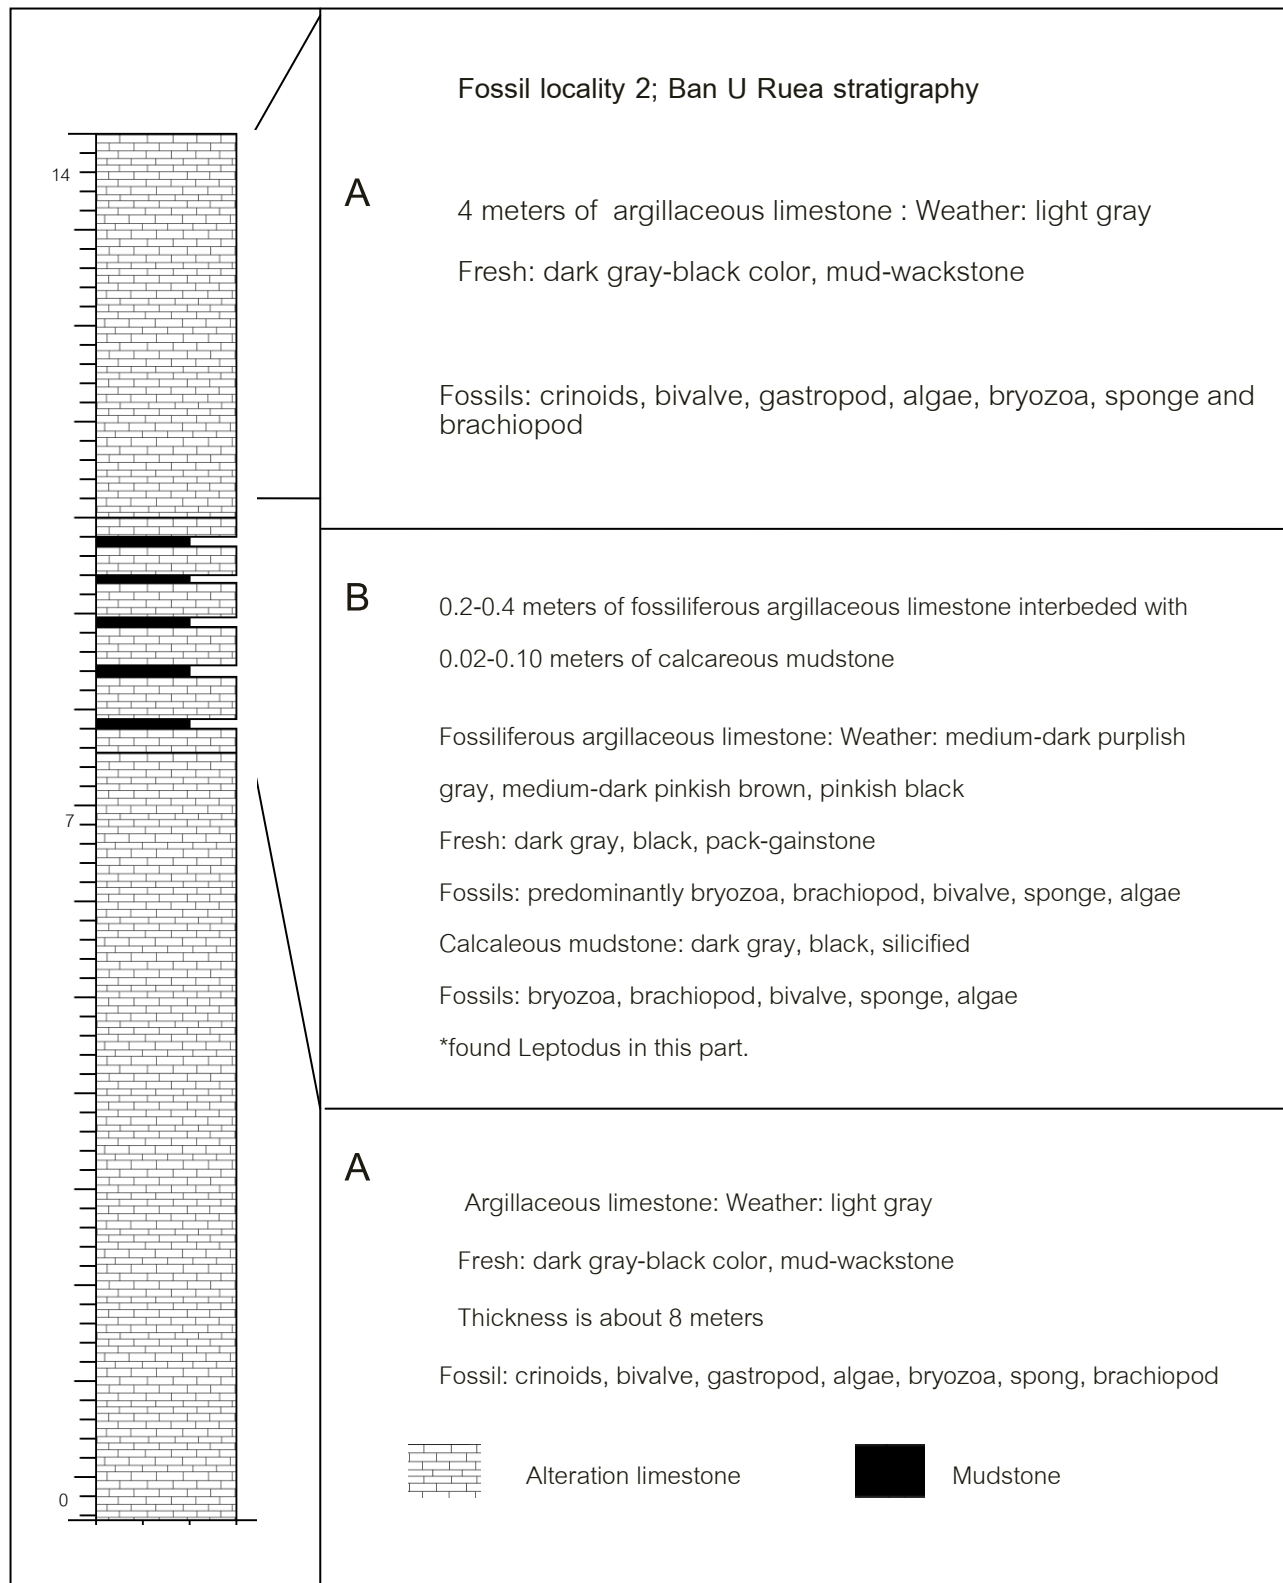 Fossil locality 2; Ban U Ruea stratigraphy
14
A
4 meters of argillaceous limestone : Weather: light gray
Fresh: dark gray-black color, mud-wackstone
Fossils: crinoids, bivalve, gastropod, algae, bryozoa, sponge and
brachiopod
B
0.2-0.4 meters of fossiliferous argillaceous limestone interbeded with
0.02-0.10 meters of calcareous mudstone
Fossiliferous argillaceous limestone: Weather: medium-dark purplish
gray, medium-dark pinkish brown, pinkish black
7
Fresh: dark gray, black, pack-gainstone
Fossils: predominantly bryozoa, brachiopod, bivalve, sponge, algae
Calcaleous mudstone: dark gray, black, silicified
Fossils: bryozoa, brachiopod, bivalve, sponge, algae
*found Leptodus in this part.
A
Argillaceous limestone: Weather: light gray
Fresh: dark gray-black color, mud-wackstone
Thickness is about 8 meters
Fossil: crinoids, bivalve, gastropod, algae, bryozoa, spong, brachiopod
Alteration limestone
Mudstone
0